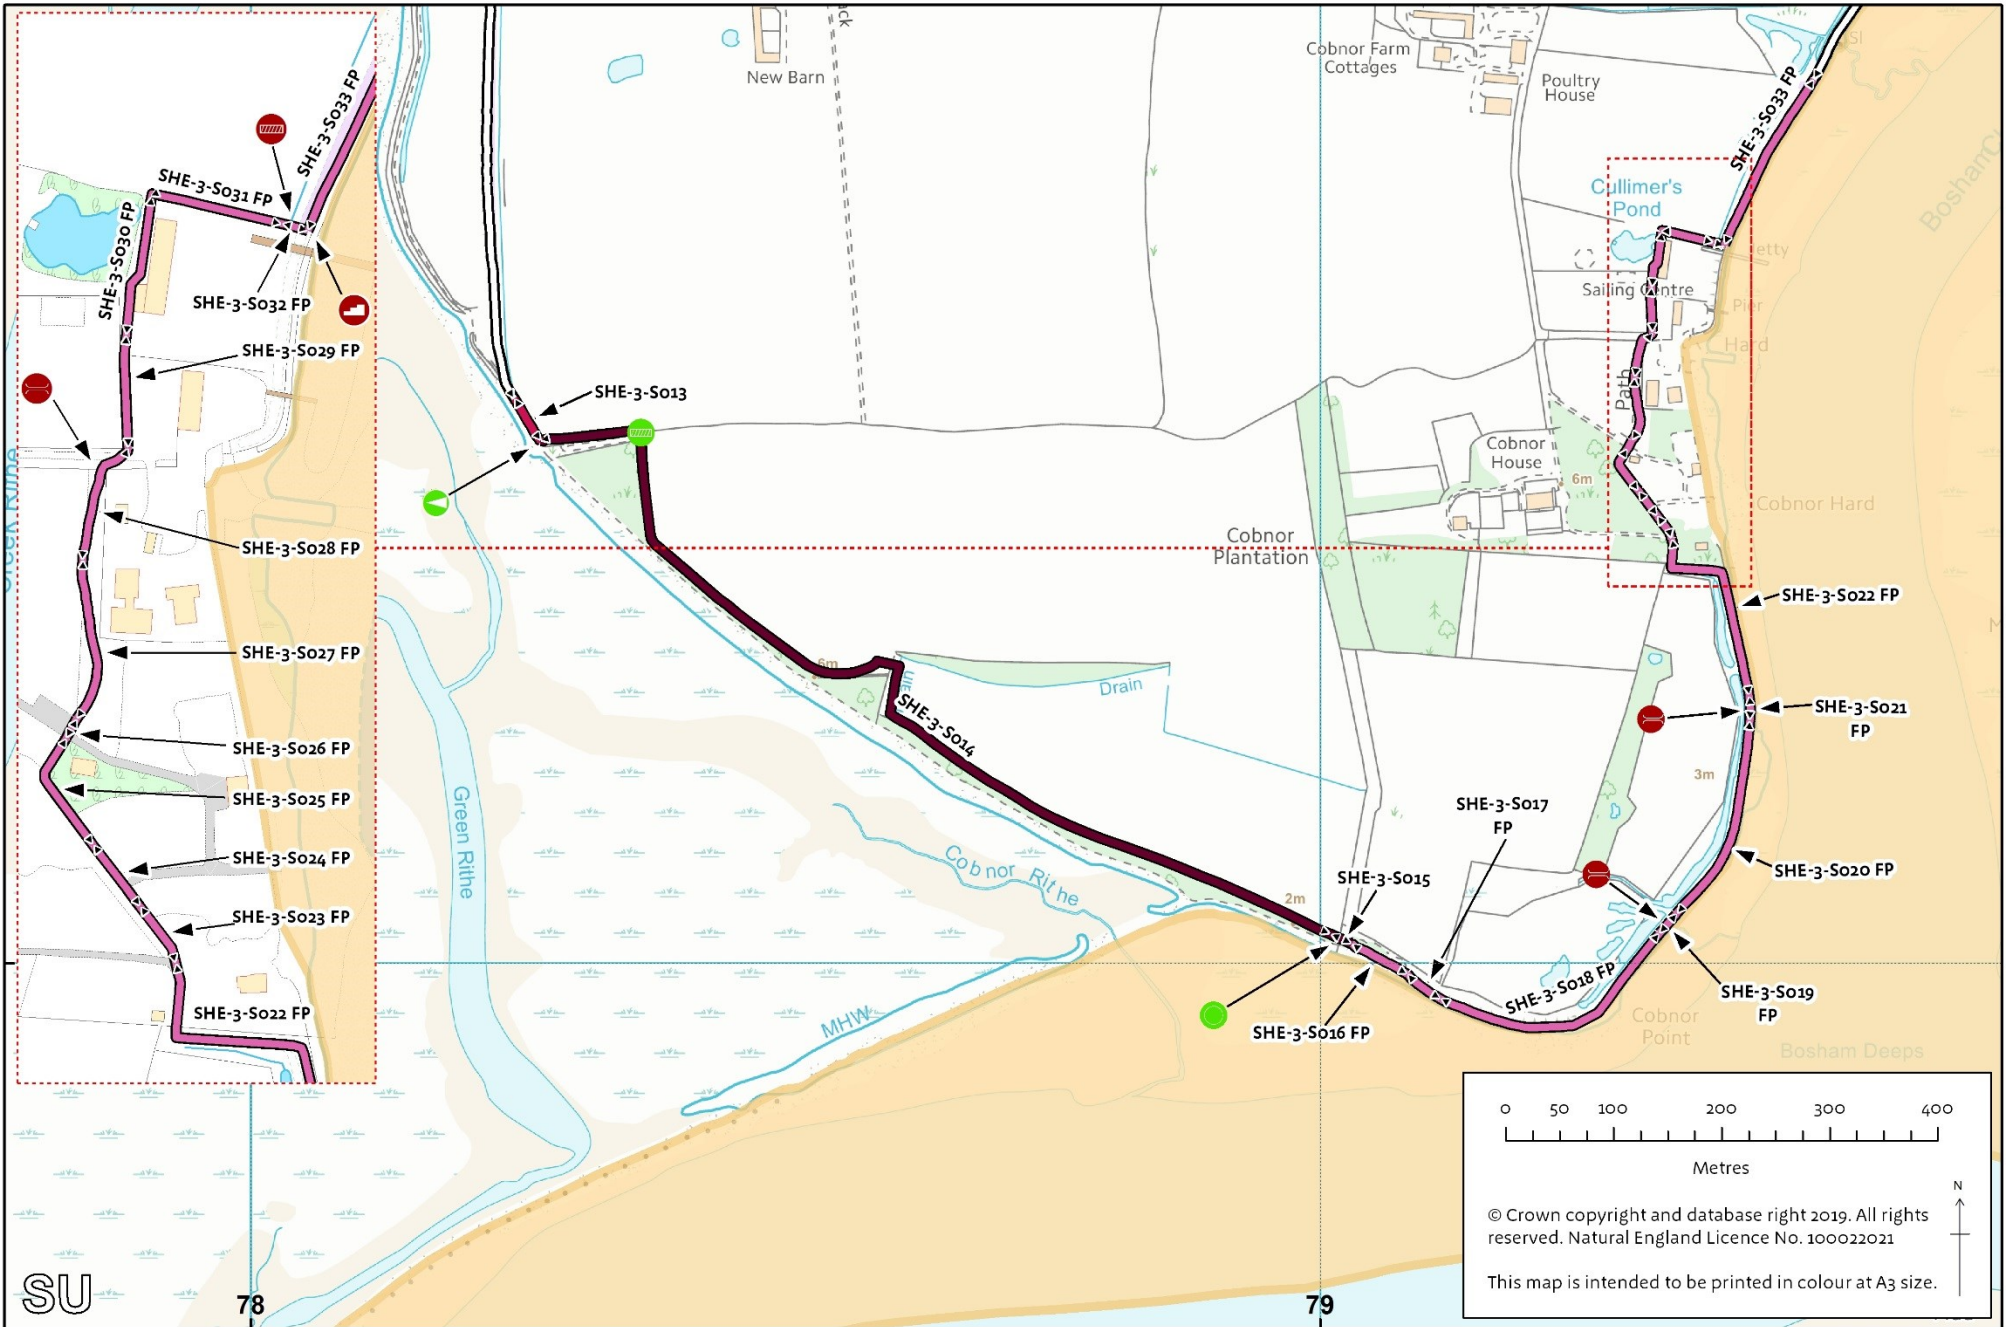 SHE-3-S033 FP
SHE-3-S031 FP
SHE-3-S030 FP
SHE-3-S032 FP
SHE-3-S029 FP
SHE-3-S028 FP
SHE-3-S027 FP
SHE-3-S026 FP
SHE-3-S025 FP
SHE-3-S024 FP
SHE-3-S023 FP
SHE-3-S022 FP
New Barn
Cobnor Farm
Cottages
Poultry
House
SHE-3-S033 FP
Cullimer's
Pond
Sailing Centre
Pier
Hard
Path
SHE-3-S013
Cobnor
House
6m
Cobnor Hard
Cobnor
Plantation
SHE-3-S022 FP
6m
Drain
SHE-3-S014
SHE-3-S021
FP
3m
Green Rithe
Cobnor Rithe
SHE-3-S017
FP
SHE-3-S015
SHE-3-S020 FP
2m
SHE-3-S018 FP
SHE-3-S019
FP
MHW
SHE-3-S016 FP
Cobnor
Point
Bosham Deeps
0 50 100 200 300 400
Metres
N
© Crown copyright and database right 2019. All rights
reserved. Natural England Licence No. 100022021
This map is intended to be printed in colour at A3 size.
SU
78
79